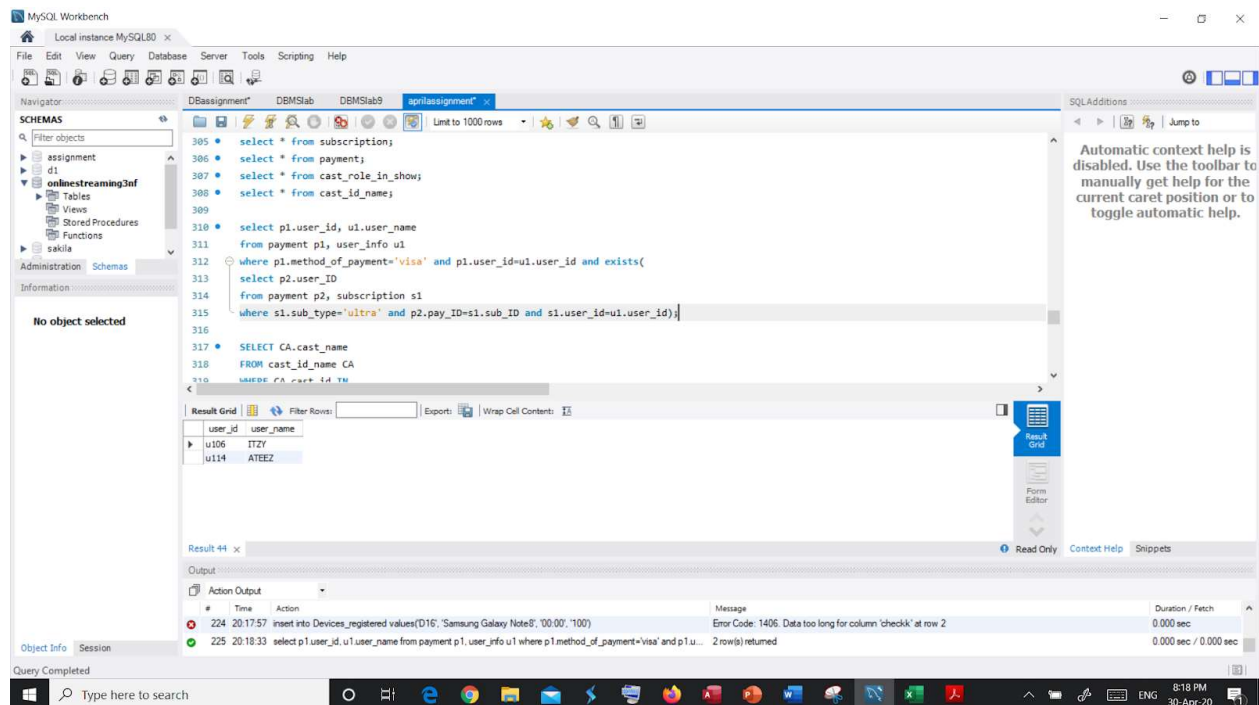 MySQL Workbench
Local instance MySQL80 ×
File Edit View Query Database Server Tools Scripting Help
Navigator
SCHEMAS
Filter objects
assignment
d1
onlinestreaming3nf
Tables
Views
Stored Procedures
Functions
sakila
Administration Schemas
Information
No object selected
Object Info Session
DBassignment* DBMSlab DBMSlab9 aprilassignment* ×
Limit to 1000 rows
305 select * from subscription;
306 select * from payment;
307 select * from cast_role_in_show;
308 select * from cast_id_name;
309
310 select p1.user_id, u1.user_name
311 from payment p1, user_info u1
312 where p1.method_of_payment='visa' and p1.user_id=u1.user_id and exists(
313 select p2.user_ID
314 from payment p2, subscription s1
315 where s1.sub_type='ultra' and p2.pay_ID=s1.sub_ID and s1.user_id=u1.user_id);
316
317 SELECT CA.cast_name
318 FROM cast_id_name CA
319 WHERE CA.cast_id IN
Result Grid Filter Rows: Export: Wrap Cell Content:
user_id user_name
u106 ITZY
u114 ATEEZ
Result Grid
Form Editor
Result 44 ×
Read Only
SQLAdditions
Jump to
Automatic context help is
disabled. Use the toolbar to
manually get help for the
current caret position or to
toggle automatic help.
Context Help Snippets
Output
Action Output
# Time Action Message Duration / Fetch
224 20:17:57 insert into Devices_registered values('D16', 'Samsung Galaxy Note8', '00:00', '100') Error Code: 1406. Data too long for column 'checkk' at row 2 0.000 sec
225 20:18:33 select p1.user_id, u1.user_name from payment p1, user_info u1 where p1.method_of_payment='visa' and p1.u... 2 row(s) returned 0.000 sec / 0.000 sec
Query Completed
Type here to search
ENG
8:18 PM
30-Apr-20